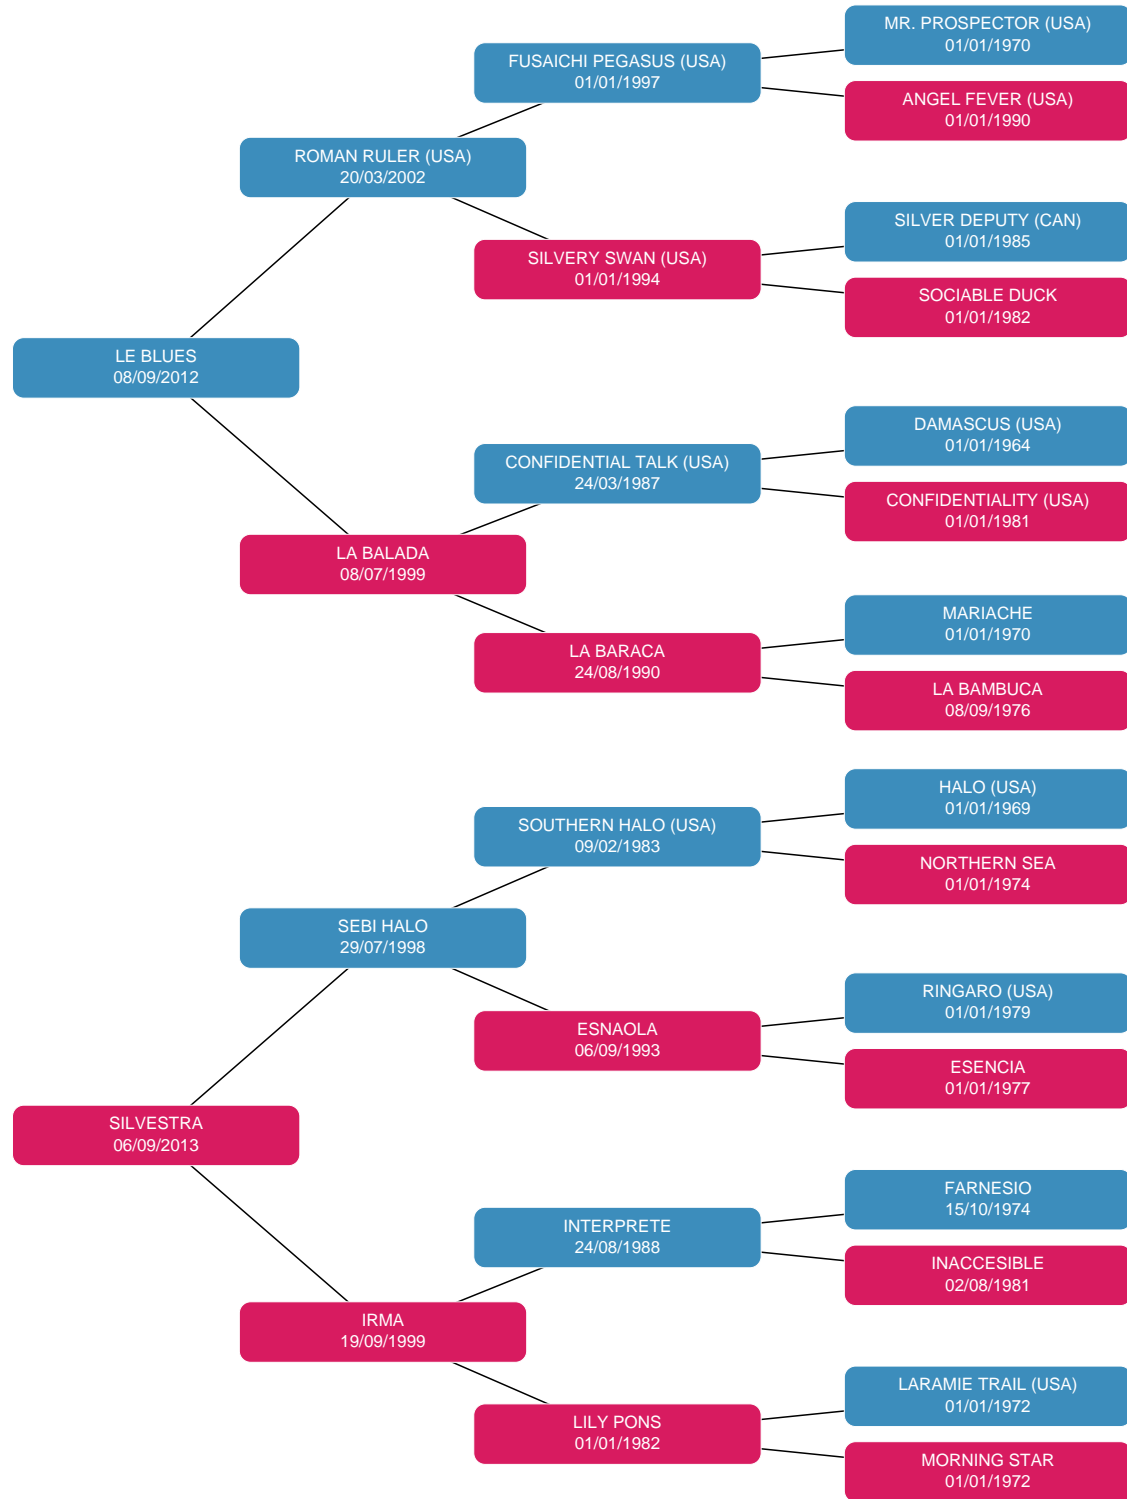 MR. PROSPECTOR (USA)
01/01/1970
FUSAICHI PEGASUS (USA)
01/01/1997
ANGEL FEVER (USA)
01/01/1990
ROMAN RULER (USA)
20/03/2002
SILVER DEPUTY (CAN)
01/01/1985
SILVERY SWAN (USA)
01/01/1994
SOCIABLE DUCK
01/01/1982
LE BLUES
08/09/2012
DAMASCUS (USA)
01/01/1964
CONFIDENTIAL TALK (USA)
24/03/1987
CONFIDENTIALITY (USA)
01/01/1981
LA BALADA
08/07/1999
MARIACHE
01/01/1970
LA BARACA
24/08/1990
LA BAMBUCA
08/09/1976
HALO (USA)
01/01/1969
SOUTHERN HALO (USA)
09/02/1983
NORTHERN SEA
01/01/1974
SEBI HALO
29/07/1998
RINGARO (USA)
01/01/1979
ESNAOLA
06/09/1993
ESENCIA
01/01/1977
SILVESTRA
06/09/2013
FARNESIO
15/10/1974
INTERPRETE
24/08/1988
INACCESIBLE
02/08/1981
IRMA
19/09/1999
LARAMIE TRAIL (USA)
01/01/1972
LILY PONS
01/01/1982
MORNING STAR
01/01/1972